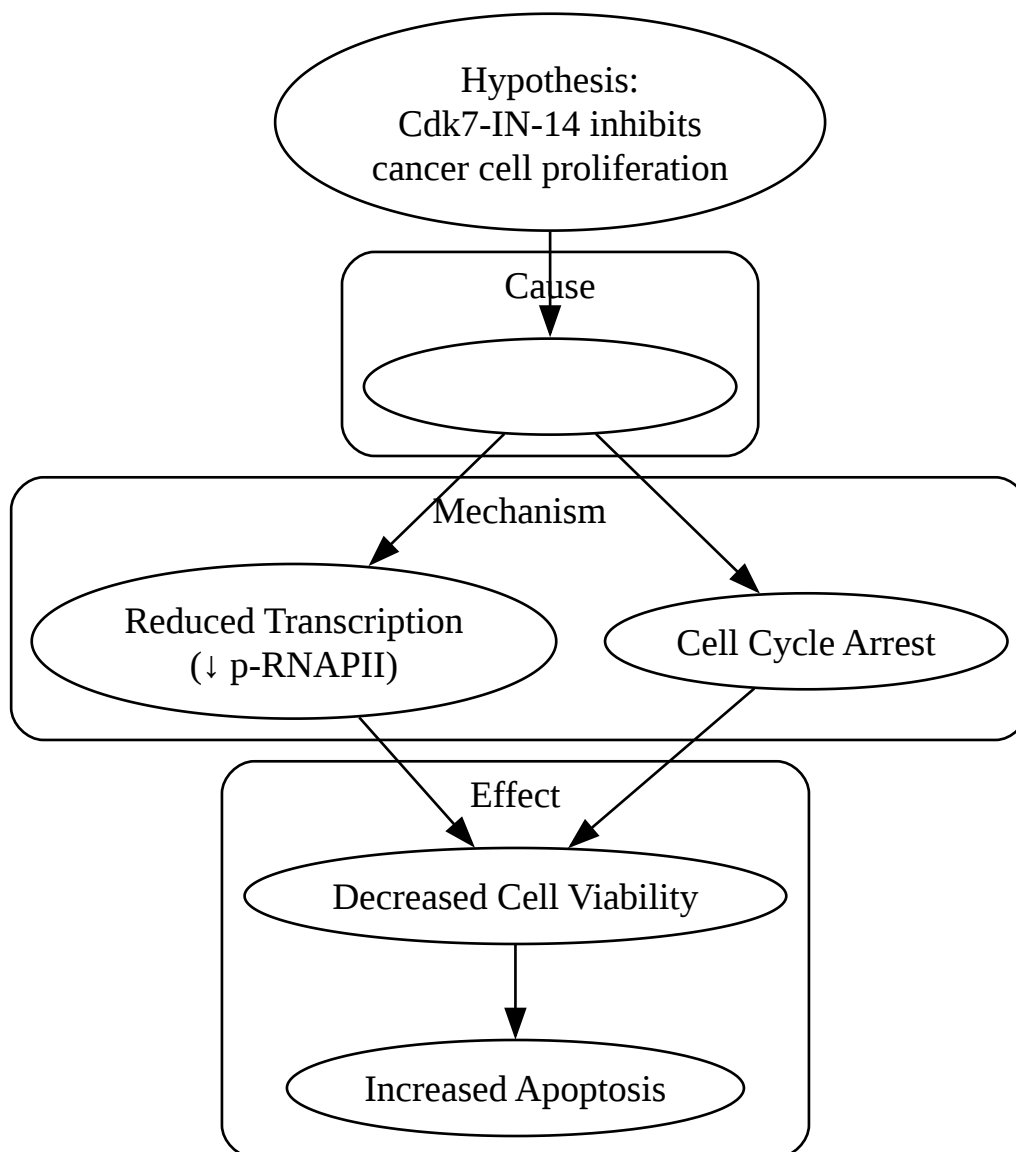 Hypothesis:
Cdk7-IN-14 inhibits
cancer cell proliferation
Cause
Mechanism
Reduced Transcription
(↓ p-RNAPII)
Cell Cycle Arrest
Effect
Decreased Cell Viability
Increased Apoptosis